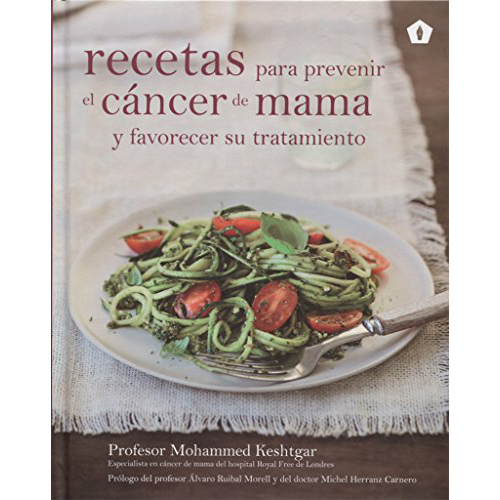 recetas para prevenir
el cáncer de mama
y favorecer su tratamiento
Profesor Mohammed Keshtgar
Especialista en cáncer de mama del hospital Royal Free de Londres
Prólogo del profesor Álvaro Ruibal Morell y del doctor Michel Herranz Carnero